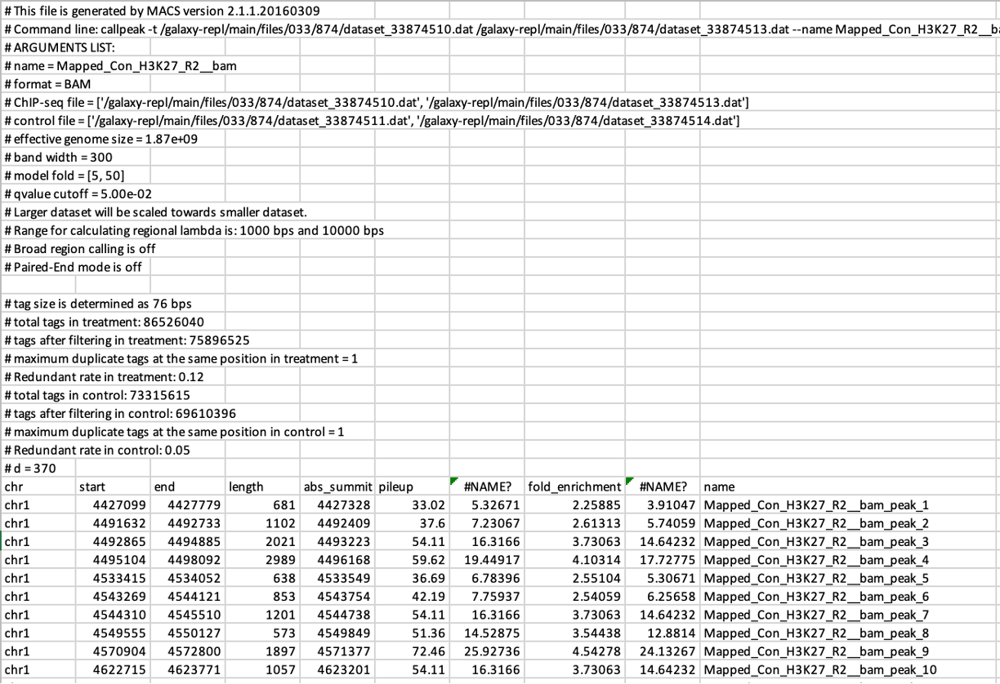 # This file is generated by MACS version 2.1.1.20160309
# Command line: callpeak -t /galaxy-repl/main/files/033/874/dataset_33874510.dat /galaxy-repl/main/files/033/874/dataset_33874513.dat --name Mapped_Con_H3K27_R2__ba
# ARGUMENTS LIST:
# name = Mapped_Con_H3K27_R2__bam
# format = BAM
# ChIP-seq file = ['/galaxy-repl/main/files/033/874/dataset_33874510.dat', '/galaxy-repl/main/files/033/874/dataset_33874513.dat']
# control file = ['/galaxy-repl/main/files/033/874/dataset_33874511.dat', '/galaxy-repl/main/files/033/874/dataset_33874514.dat']
# effective genome size = 1.87e+09
# band width = 300
# model fold = [5, 50]
# qvalue cutoff = 5.00e-02
# Larger dataset will be scaled towards smaller dataset.
# Range for calculating regional lambda is: 1000 bps and 10000 bps
# Broad region calling is off
# Paired-End mode is off
# tag size is determined as 76 bps
# total tags in treatment: 86526040
# tags after filtering in treatment: 75896525
# maximum duplicate tags at the same position in treatment = 1
# Redundant rate in treatment: 0.12
# total tags in control: 73315615
# tags after filtering in control: 69610396
# maximum duplicate tags at the same position in control = 1
# Redundant rate in control: 0.05
# d = 370
chr start end length abs_summit pileup #NAME? fold_enrichment #NAME? name
chr1 4427099 4427779 681 4427328 33.02 5.32671 2.25885 3.91047 Mapped_Con_H3K27_R2__bam_peak_1
chr1 4491632 4492733 1102 4492409 37.6 7.23067 2.61313 5.74059 Mapped_Con_H3K27_R2__bam_peak_2
chr1 4492865 4494885 2021 4493223 54.11 16.3166 3.73063 14.64232 Mapped_Con_H3K27_R2__bam_peak_3
chr1 4495104 4498092 2989 4496168 59.62 19.44917 4.10314 17.72775 Mapped_Con_H3K27_R2__bam_peak_4
chr1 4533415 4534052 638 4533549 36.69 6.78396 2.55104 5.30671 Mapped_Con_H3K27_R2__bam_peak_5
chr1 4543269 4544121 853 4543754 42.19 7.75937 2.54059 6.25658 Mapped_Con_H3K27_R2__bam_peak_6
chr1 4544310 4545510 1201 4544738 54.11 16.3166 3.73063 14.64232 Mapped_Con_H3K27_R2__bam_peak_7
chr1 4549555 4550127 573 4549849 51.36 14.52875 3.54438 12.8814 Mapped_Con_H3K27_R2__bam_peak_8
chr1 4570904 4572800 1897 4571377 72.46 25.92736 4.54278 24.13267 Mapped_Con_H3K27_R2__bam_peak_9
chr1 4622715 4623771 1057 4623201 54.11 16.3166 3.73063 14.64232 Mapped_Con_H3K27_R2__bam_peak_10